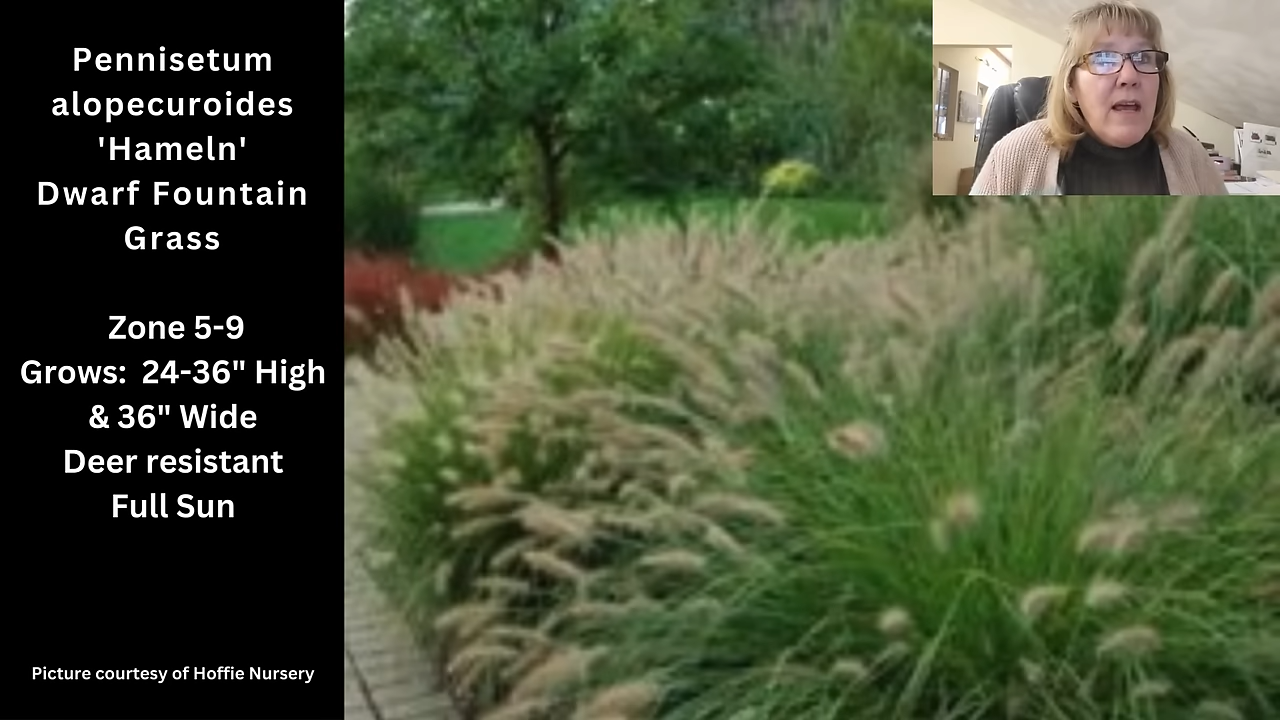 Pennisetum
alopecuroides
'Hameln'
Dwarf Fountain
Grass
Zone 5-9
Grows:  24-36" High
& 36" Wide
Deer resistant
Full Sun
Picture courtesy of Hoffie Nursery